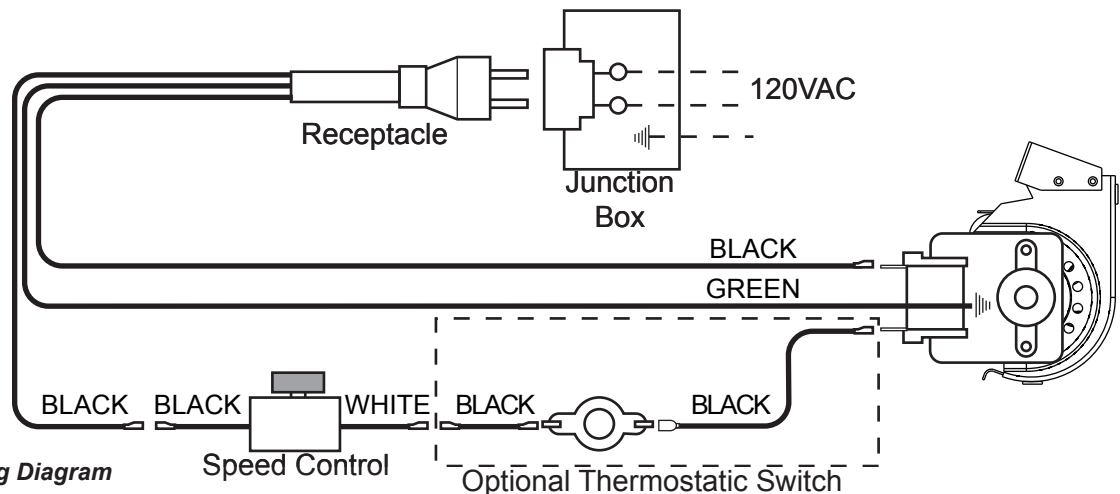 120VAC
Receptacle
Junction
Box
BLACK
GREEN
BLACK BLACK WHITE BLACK BLACK
Speed Control
Optional Thermostatic Switch
g Diagram